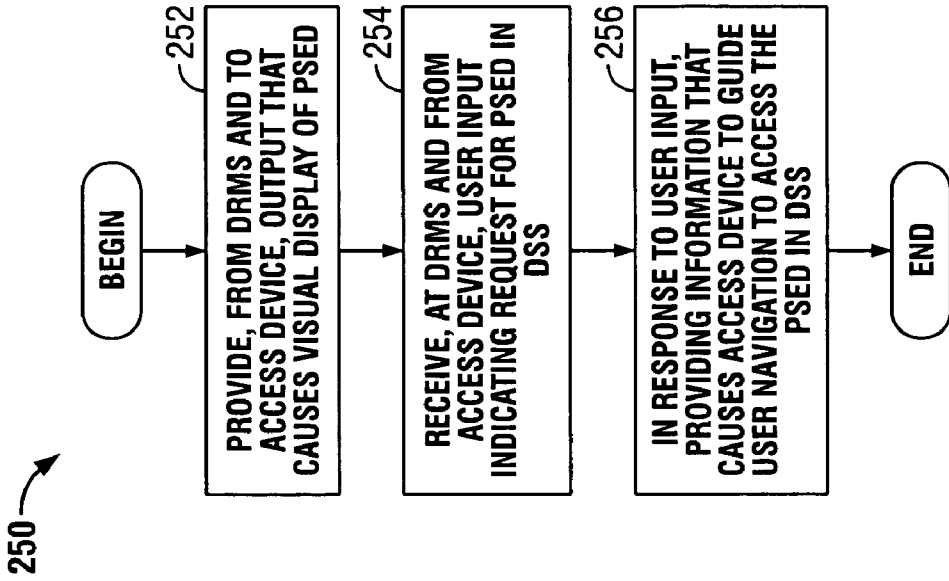 250
BEGIN
252
PROVIDE, FROM DRMS AND TO
ACCESS DEVICE, OUTPUT THAT
CAUSES VISUAL DISPLAY OF PSED
254
RECEIVE, AT DRMS AND FROM
ACCESS DEVICE, USER INPUT
INDICATING REQUEST FOR PSED IN
DSS
256
IN RESPONSE TO USER INPUT,
PROVIDING INFORMATION THAT
CAUSES ACCESS DEVICE TO GUIDE
USER NAVIGATION TO ACCESS THE
PSED IN DSS
END